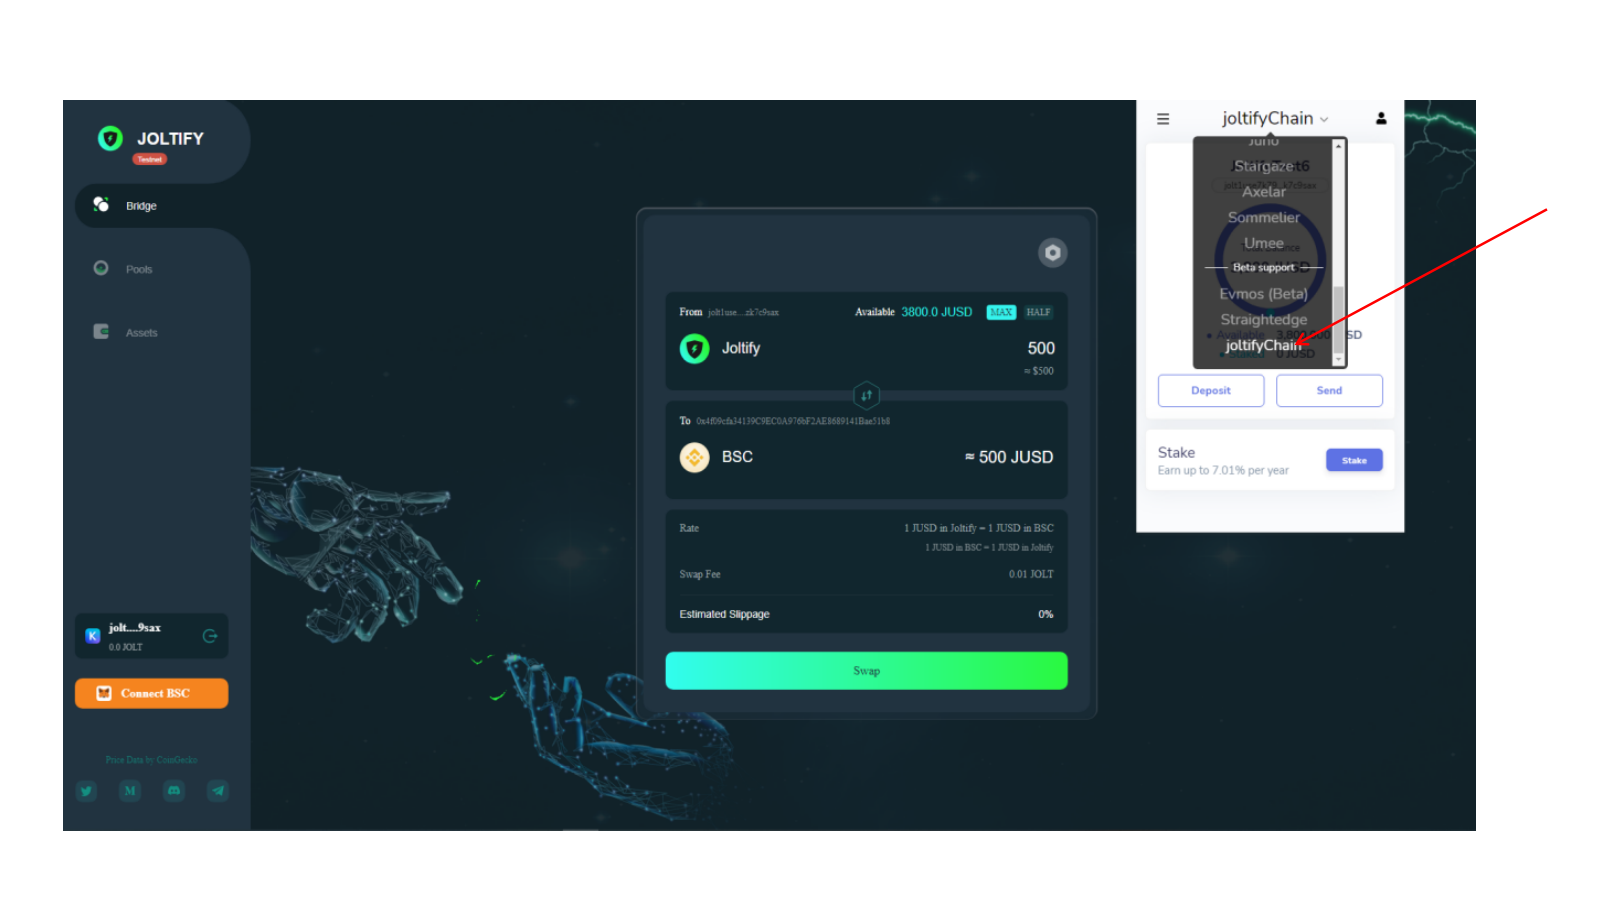 JOLTIFY
Testnet
Bridge
Pools
Assets
jolt....9sax
0.0 JOLT
Connect BSC
Price Data by CoinGecko
From jolt1use....zk7c9sax
Available 3800.0 JUSD MAX HALF
Joltify
500
≈ $500
To
BSC
≈ 500 JUSD
Rate
1 JUSD in Joltify = 1 JUSD in BSC
1 JUSD in BSC = 1 JUSD in Joltify
Swap Fee
0.01 JOLT
Estimated Slippage
0%
Swap
joltifyChain
Juno
Stargaze
Axelar
Sommelier
Umee
Beta support
Evmos (Beta)
Straightedge
joltifyChain
Deposit
Send
Stake
Earn up to 7.01% per year
Stake